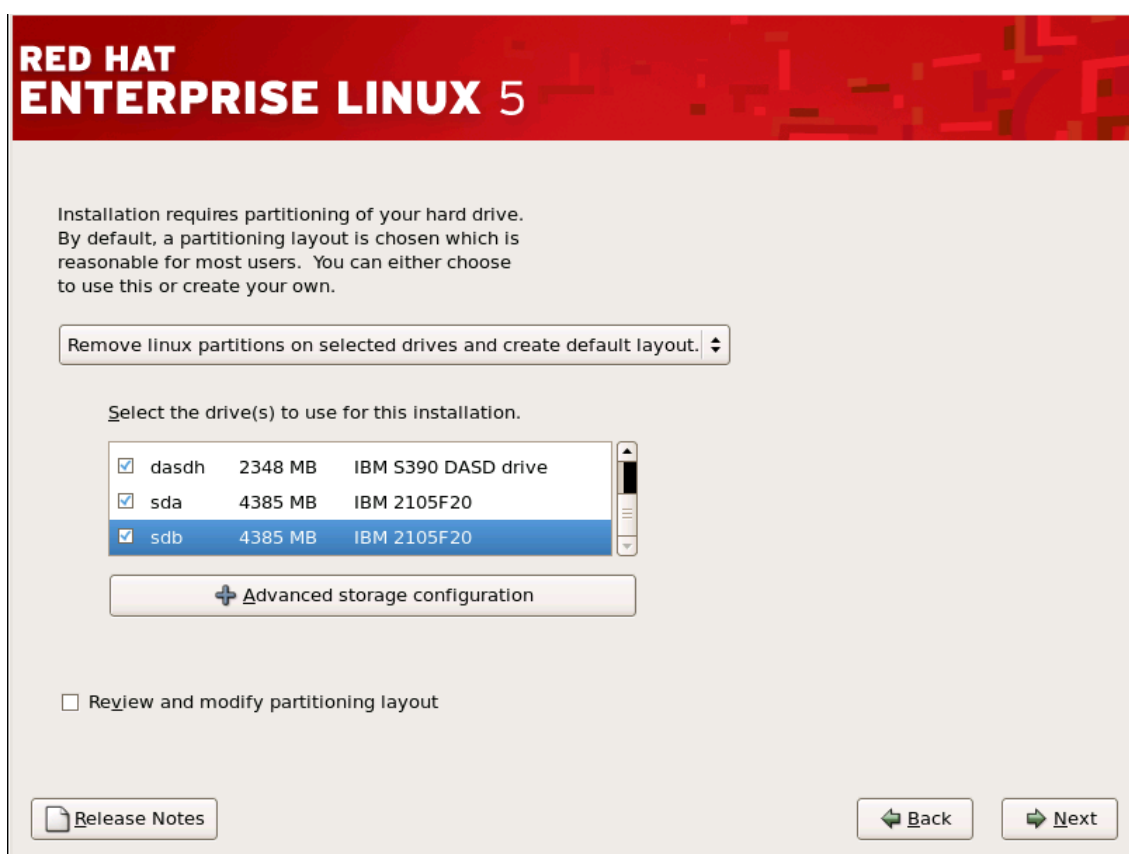 RED HAT
ENTERPRISE LINUX 5
Installation requires partitioning of your hard drive.
By default, a partitioning layout is chosen which is
reasonable for most users.  You can either choose
to use this or create your own.
Remove linux partitions on selected drives and create default layout.
Select the drive(s) to use for this installation.
dasdh 2348 MB IBM S390 DASD drive
sda 4385 MB IBM 2105F20
sdb 4385 MB IBM 2105F20
Advanced storage configuration
Review and modify partitioning layout
Release Notes
Back
Next